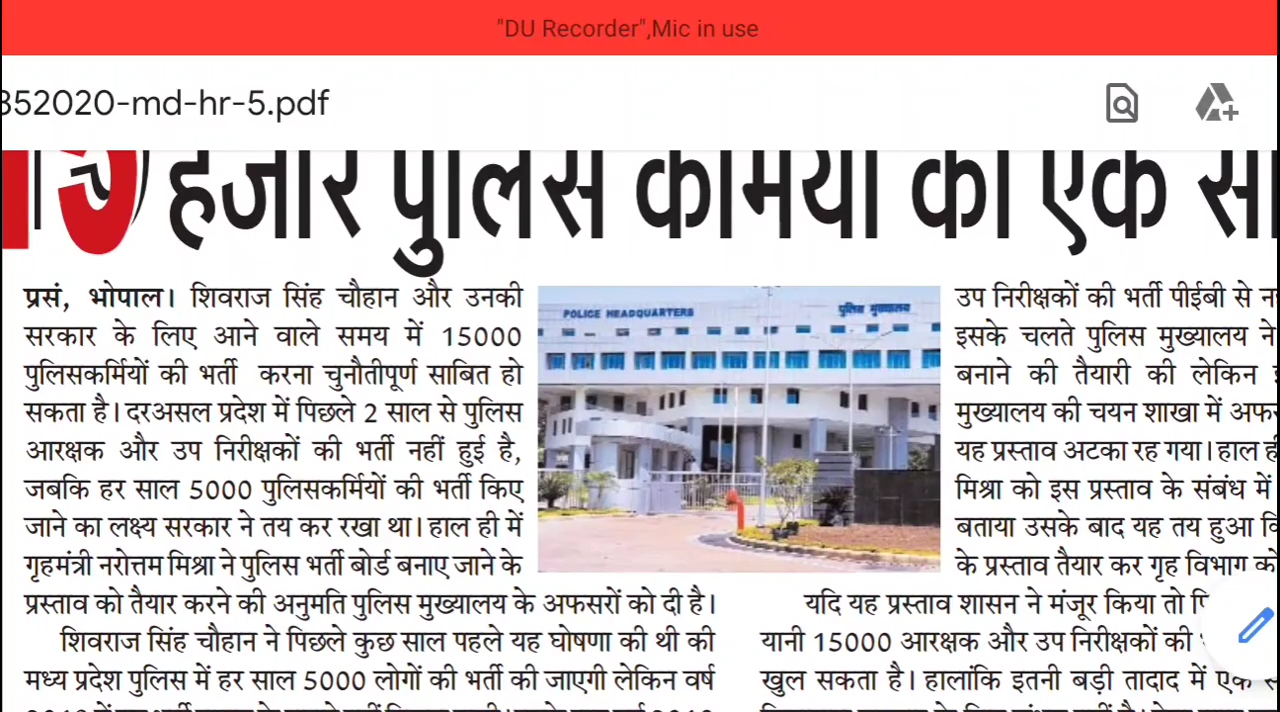 "DU Recorder",Mic in use
352020-md-hr-5.pdf
हजार पुलिस
एक
प्रसं, भोपाल। शिवराज सिंह चौहान और उनकी
सरकार के लिए आने वाले समय में 15000
पुलिसकर्मियों की भर्ती करना चुनौतीपूर्ण साबित हो
सकता है। दरअसल प्रदेश में पिछले 2 साल से पुलिस
आरक्षक और उप निरीक्षकों की भर्ती नहीं हुई है,
जबकि हर साल 5000 पुलिसकर्मियों की भर्ती किए
जाने का लक्ष्य सरकार ने तय कर रखा था। हाल ही में
गृहमंत्री नरोत्तम मिश्रा ने पुलिस भर्ती बोर्ड बनाए जाने के
प्रस्ताव को तैयार करने की अनुमति पुलिस मुख्यालय के अफसरों को दी है।
शिवराज सिंह चौहान ने पिछले कुछ साल पहले यह घोषणा की थी की
मध्य प्रदेश पुलिस में हर साल 5000 लोगों की भर्ती की जाएगी लेकिन वर्ष
POLICE HEADQUARTERS
पुलिस मुख्यालय
उप निरीक्षकों की भर्ती पीईबी से
इसके चलते पुलिस मुख्यालय ने
बनाने की तैयारी की लेकिन
मुख्यालय की चयन शाखा में
यह प्रस्ताव अटका रह गया। हाल
मिश्रा को इस प्रस्ताव के संबंध में
बताया उसके बाद यह तय हुआ
के प्रस्ताव तैयार कर गृह विभाग को
यदि यह प्रस्ताव शासन ने मंजूर किया तो
यानी 15000 आरक्षक और उप निरीक्षकों की
खुल सकता है। हालांकि इतनी बड़ी तादाद में एक